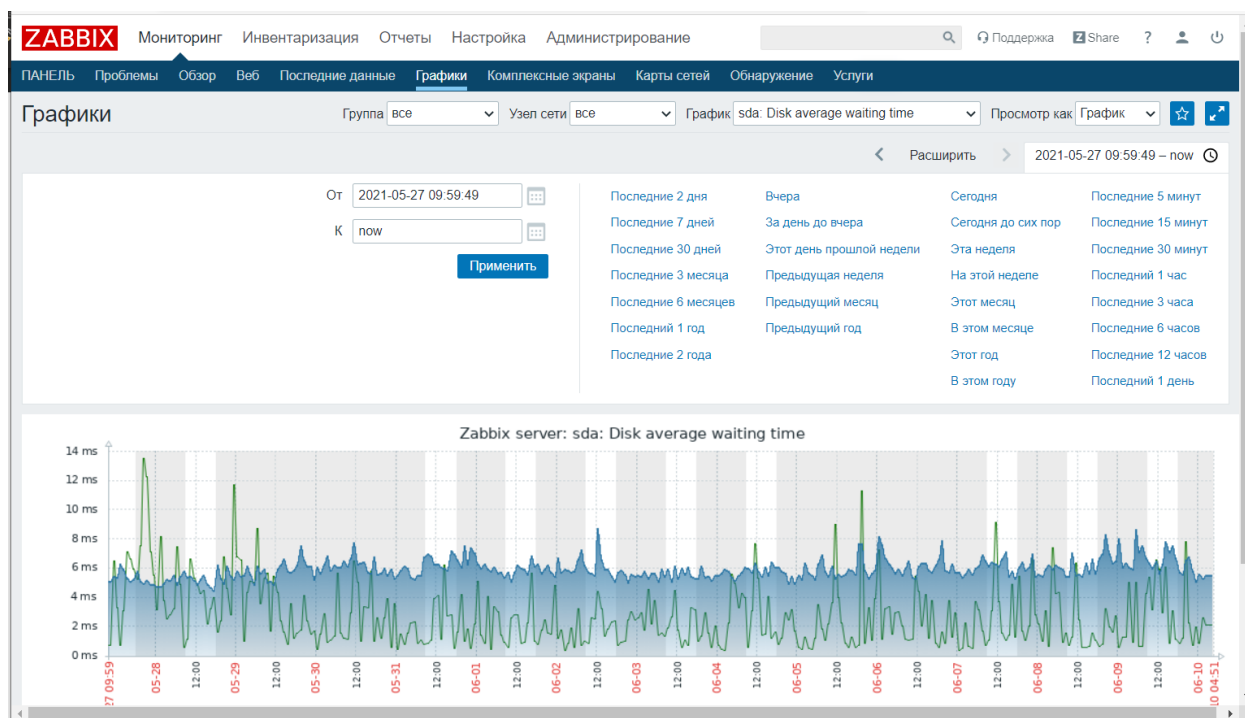 ZABBIX Мониторинг Инвентаризация Отчеты Настройка Администрирование Поддержка Z Share ?
ПАНЕЛЬ Проблемы Обзор Веб Последние данные Графики Комплексные экраны Карты сетей Обнаружение Услуги
Графики Группа все Узел сети все График sda: Disk average waiting time Просмотр как График
Расширить 2021-05-27 09:59:49 – now
От 2021-05-27 09:59:49
К now
Применить
Последние 2 дня Вчера Сегодня Последние 5 минут
Последние 7 дней За день до вчера Сегодня до сих пор Последние 15 минут
Последние 30 дней Этот день прошлой недели Эта неделя Последние 30 минут
Последние 3 месяца Предыдущая неделя На этой неделе Последний 1 час
Последние 6 месяцев Предыдущий месяц Этот месяц Последние 3 часа
Последний 1 год Предыдущий год В этом месяце Последние 6 часов
Последние 2 года Этот год Последние 12 часов
В этом году Последний 1 день
Zabbix server: sda: Disk average waiting time
14 ms
12 ms
10 ms
8 ms
6 ms
4 ms
2 ms
0 ms
27 09:59 05-28 12:00 05-29 12:00 05-30 12:00 05-31 12:00 06-01 12:00 06-02 12:00 06-03 12:00 06-04 12:00 06-05 12:00 06-06 12:00 06-07 12:00 06-08 12:00 06-09 12:00 06-10 10 04:51